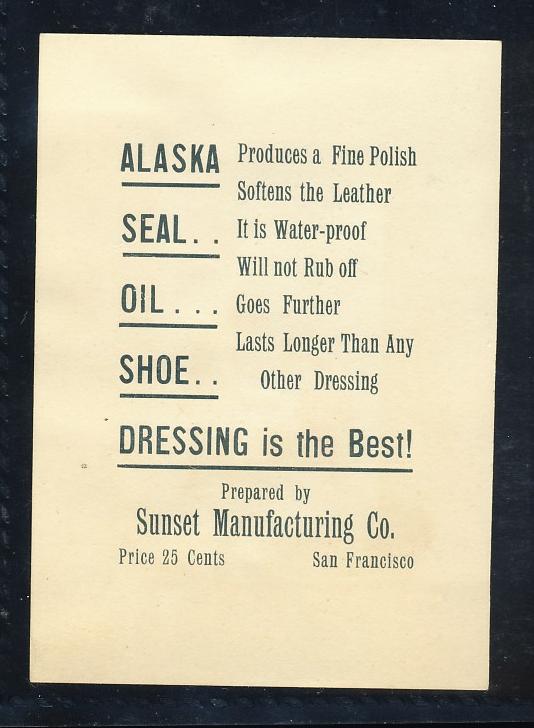 ALASKA Produces a Fine Polish
Softens the Leather
SEAL. . It is Water-proof
Will not Rub off
OIL . . . Goes Further
Lasts Longer Than Any
SHOE. . Other Dressing
DRESSING is the Best!
Prepared by
Sunset Manufacturing Co.
Price 25 Cents San Francisco